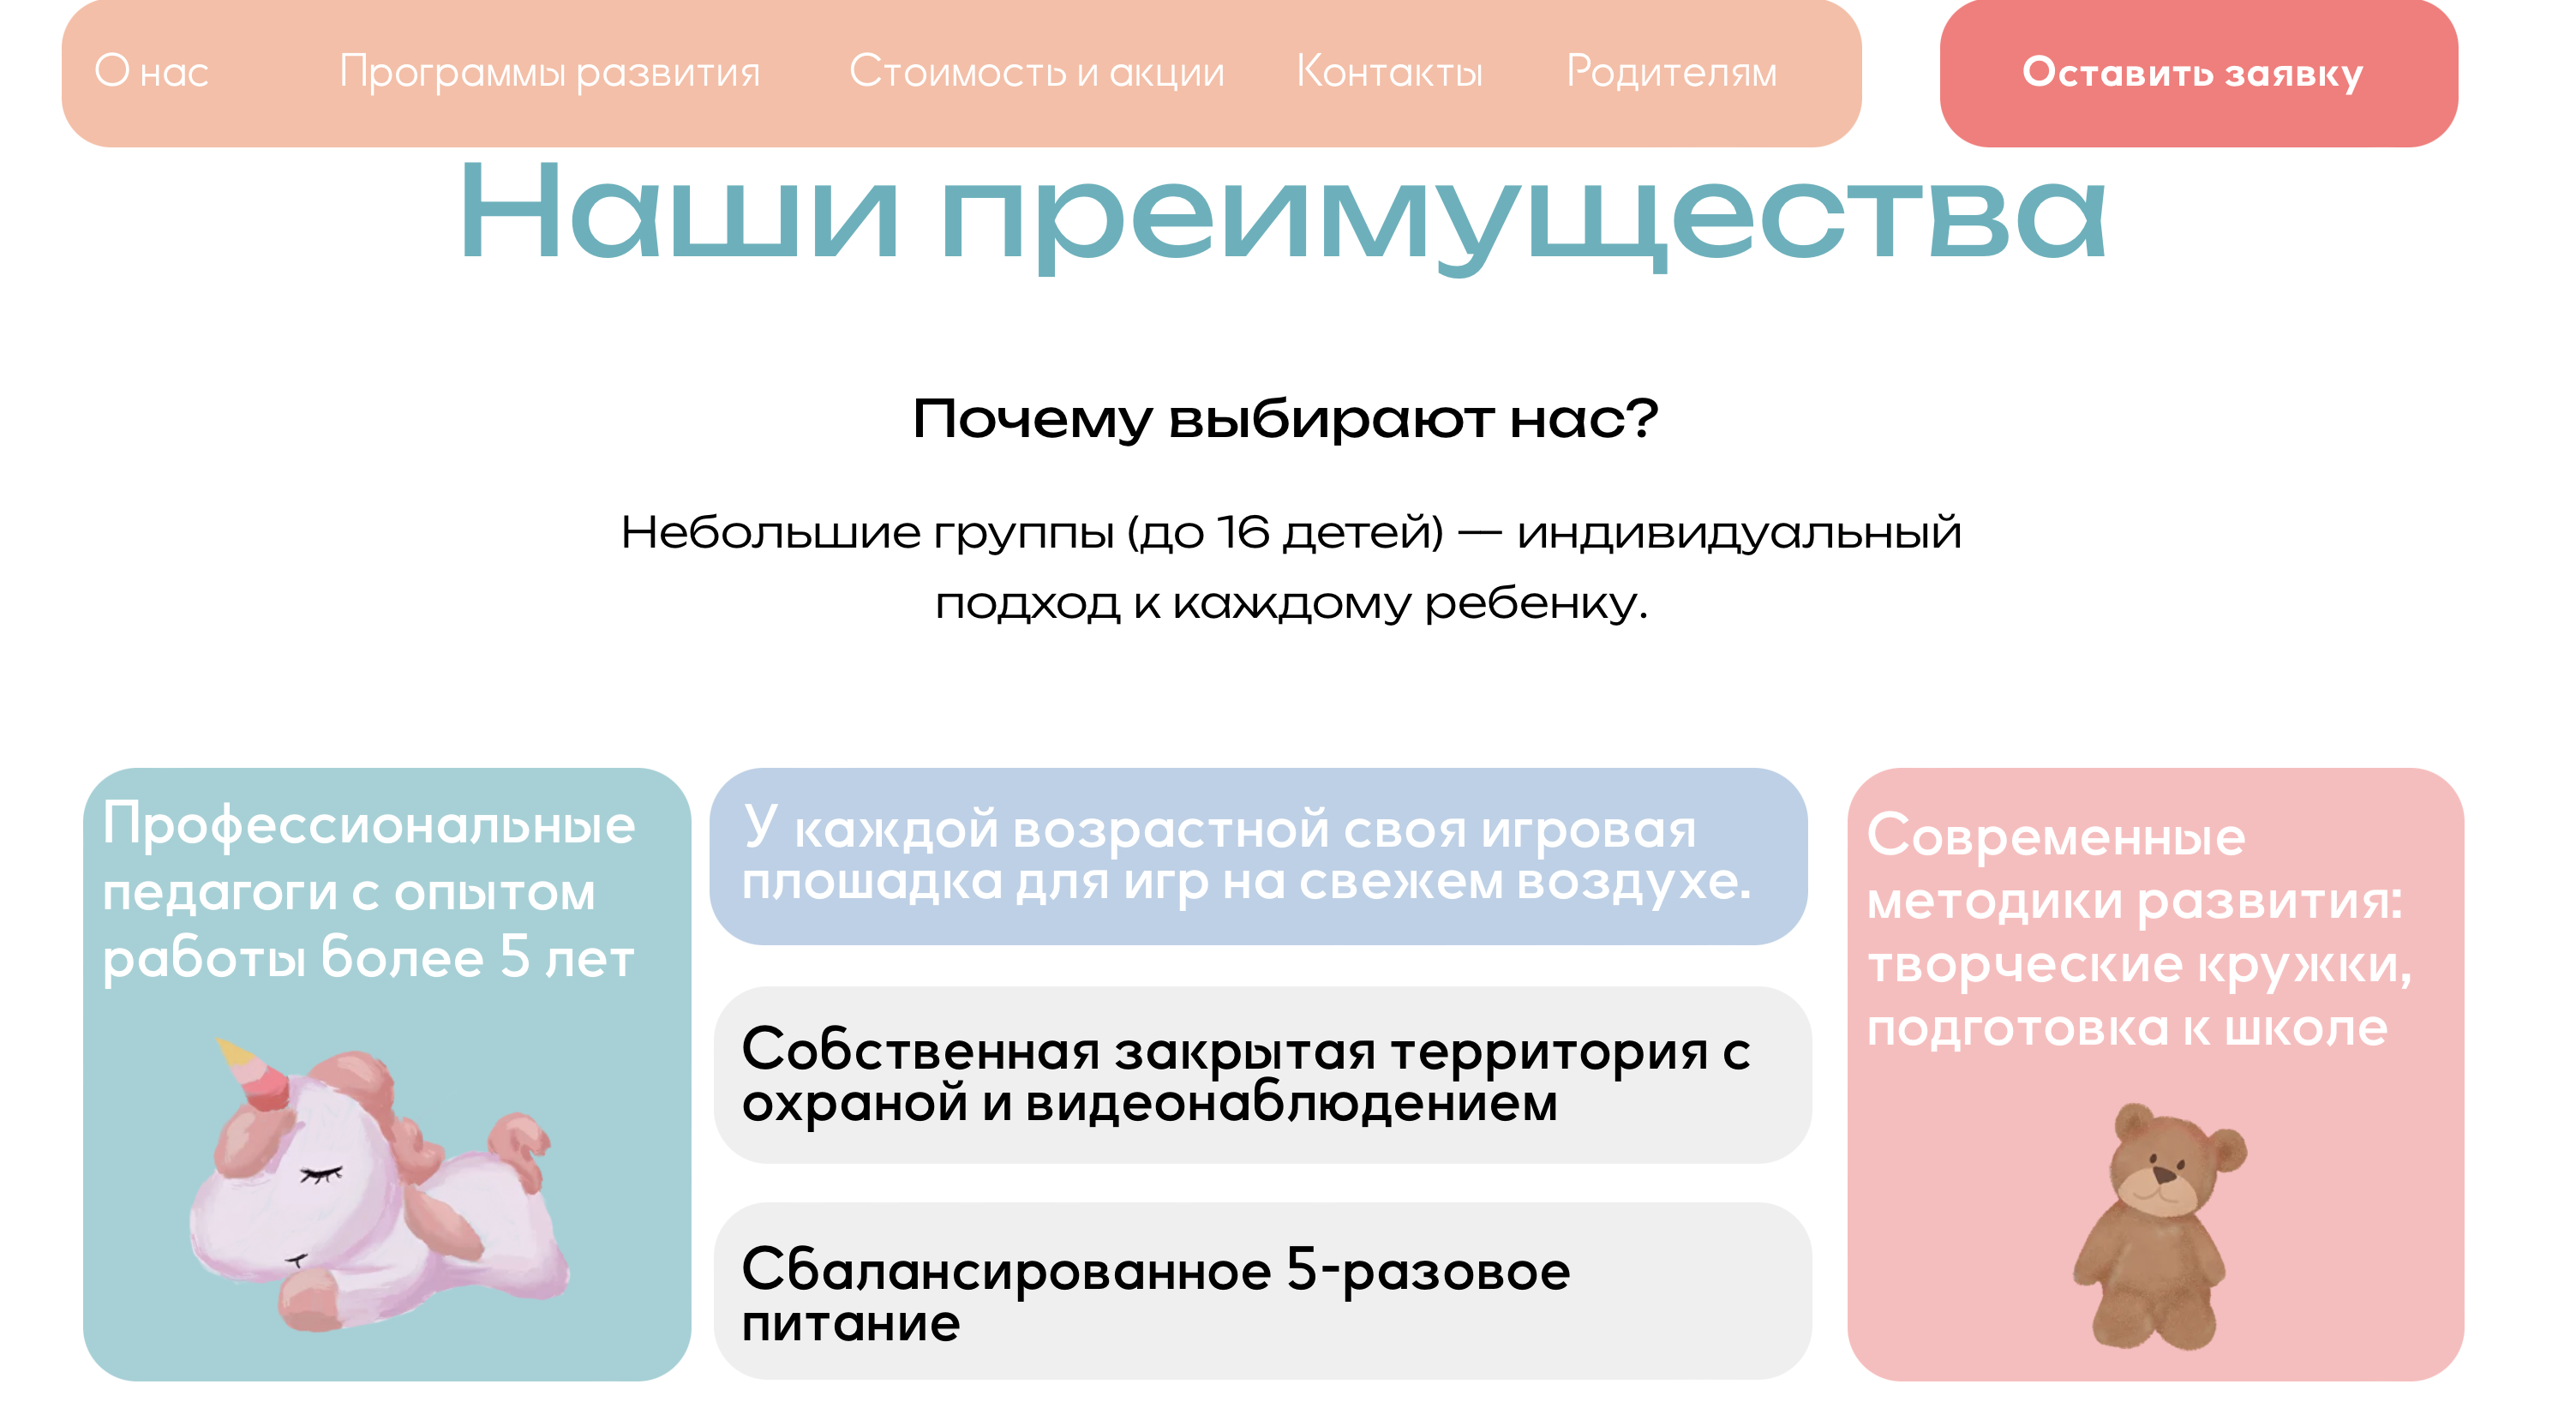 О нас
Программы развития
Стоимость и акции
Контакты
Родителям
Оставить заявку
Наши преимущества
Почему выбирают нас?
Небольшие группы (до 16 детей) — индивидуальный
подход к каждому ребенку.
Профессиональные
педагоги с опытом
работы более 5 лет
У каждой возрастной своя игровая
плошадка для игр на свежем воздухе.
Собственная закрытая территория с
охраной и видеонаблюдением
Сбалансированное 5-разовое
питание
Современные
методики развития:
творческие кружки,
подготовка к школе